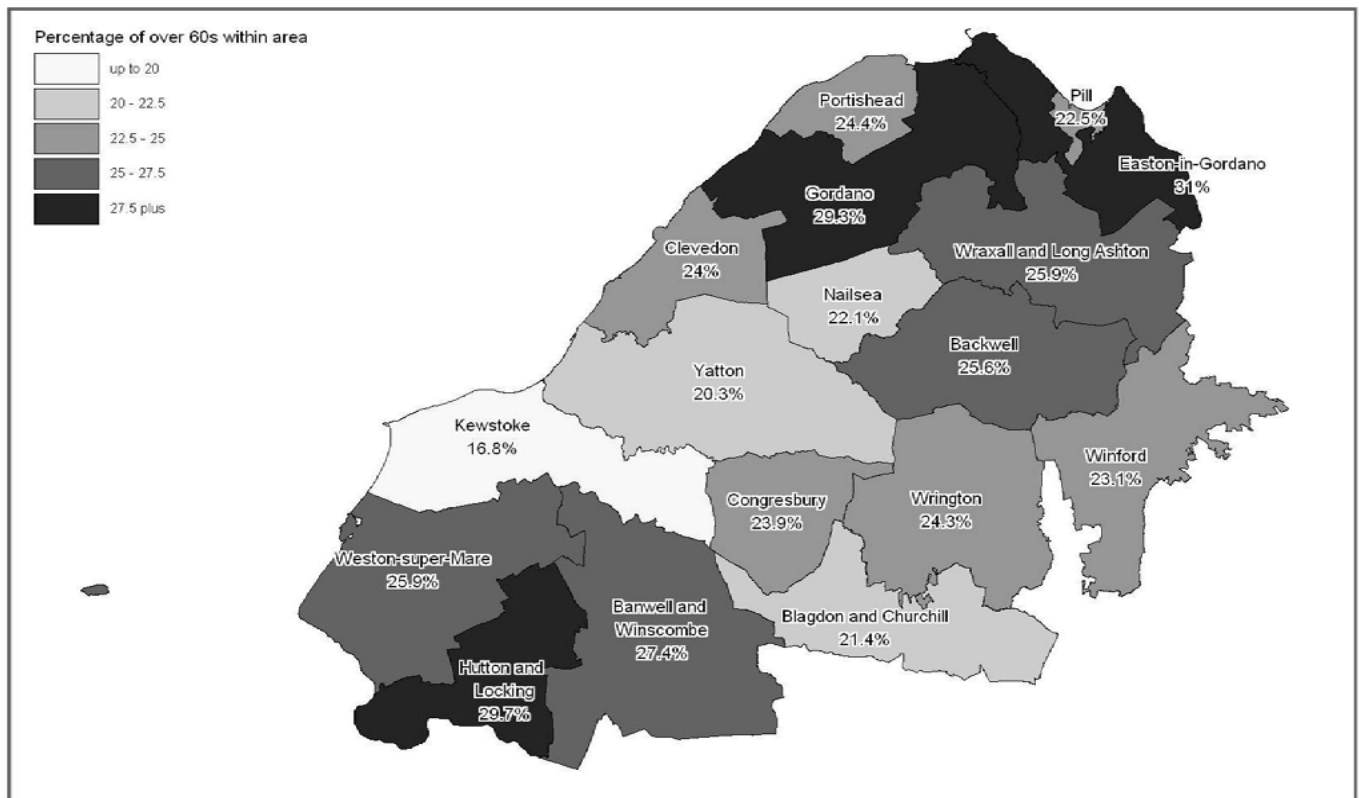 Percentage of over 60s within area
up to 20
20 - 22.5
22.5 - 25
25 - 27.5
27.5 plus
Portishead
24.4%
Pill
22.5%
Easton-in-Gordano
31%
Gordano
29.3%
Clevedon
24%
Wraxall and Long Ashton
25.9%
Nailsea
22.1%
Backwell
25.6%
Yatton
20.3%
Kewstoke
16.8%
Winford
23.1%
Congresbury
23.9%
Wrington
24.3%
Weston-super-Mare
25.9%
Banwell and
Winscombe
27.4%
Blagdon and Churchill
21.4%
Hutton and
Locking
29.7%